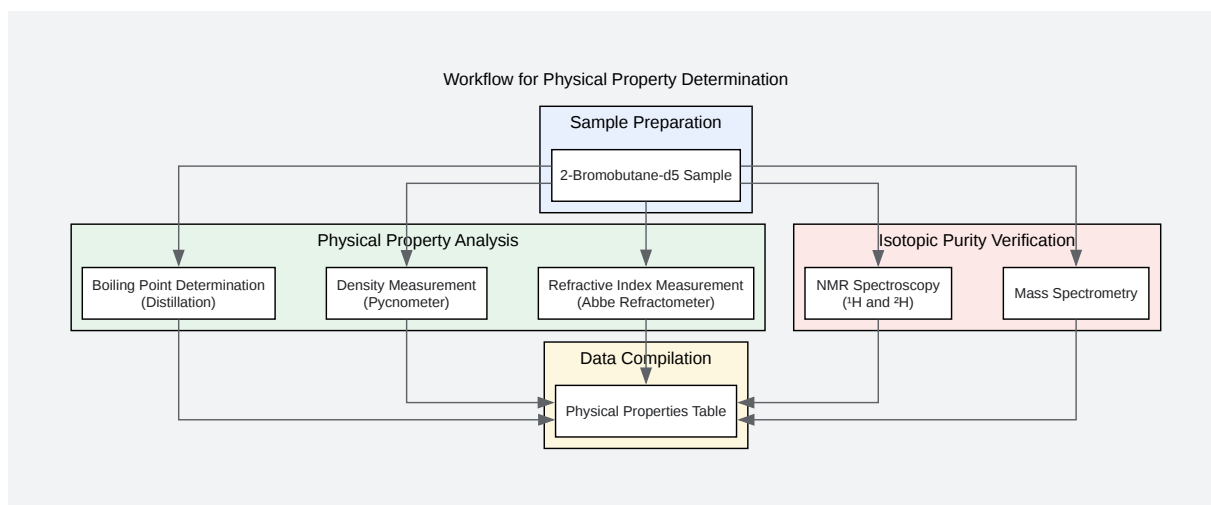 Workflow for Physical Property Determination
Sample Preparation
2-Bromobutane-d5 Sample
Physical Property Analysis
Isotopic Purity Verification
Boiling Point Determination
(Distillation)
Density Measurement
(Pycnometer)
Refractive Index Measurement
(Abbe Refractometer)
NMR Spectroscopy
(¹H and ²H)
Mass Spectrometry
Data Compilation
Physical Properties Table